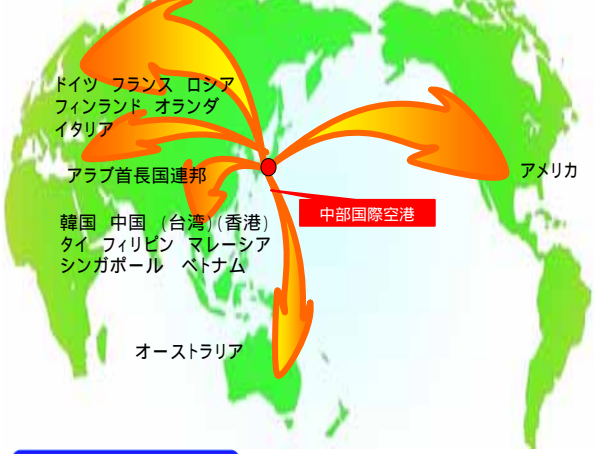 ドイツ フランス ロシア
フィンランド オランダ
イタリア
アラブ首長国連邦
アメリカ
中部国際空港
韓国 中国 (台湾)(香港)
タイ フィリピン マレーシア
シンガポール ベトナム
オーストラリア